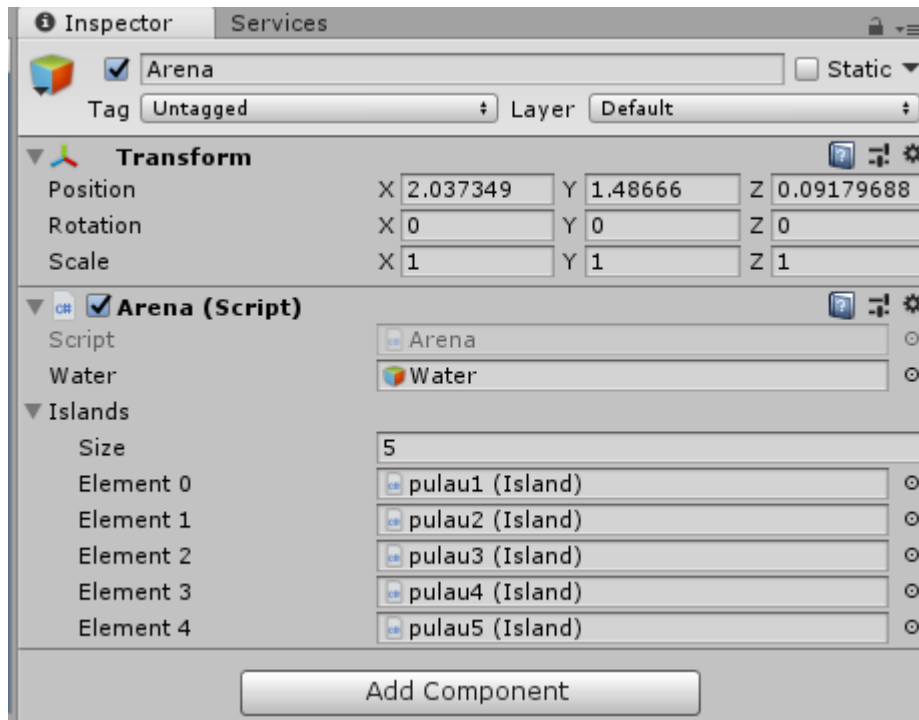 Inspector Services
Arena Static
Tag Untagged Layer Default
Transform
Position X 2.037349 Y 1.48666 Z 0.09179688
Rotation X 0 Y 0 Z 0
Scale X 1 Y 1 Z 1
c# Arena (Script)
Script Arena
Water Water
Islands
Size 5
Element 0 pulau1 (Island)
Element 1 pulau2 (Island)
Element 2 pulau3 (Island)
Element 3 pulau4 (Island)
Element 4 pulau5 (Island)
Add Component